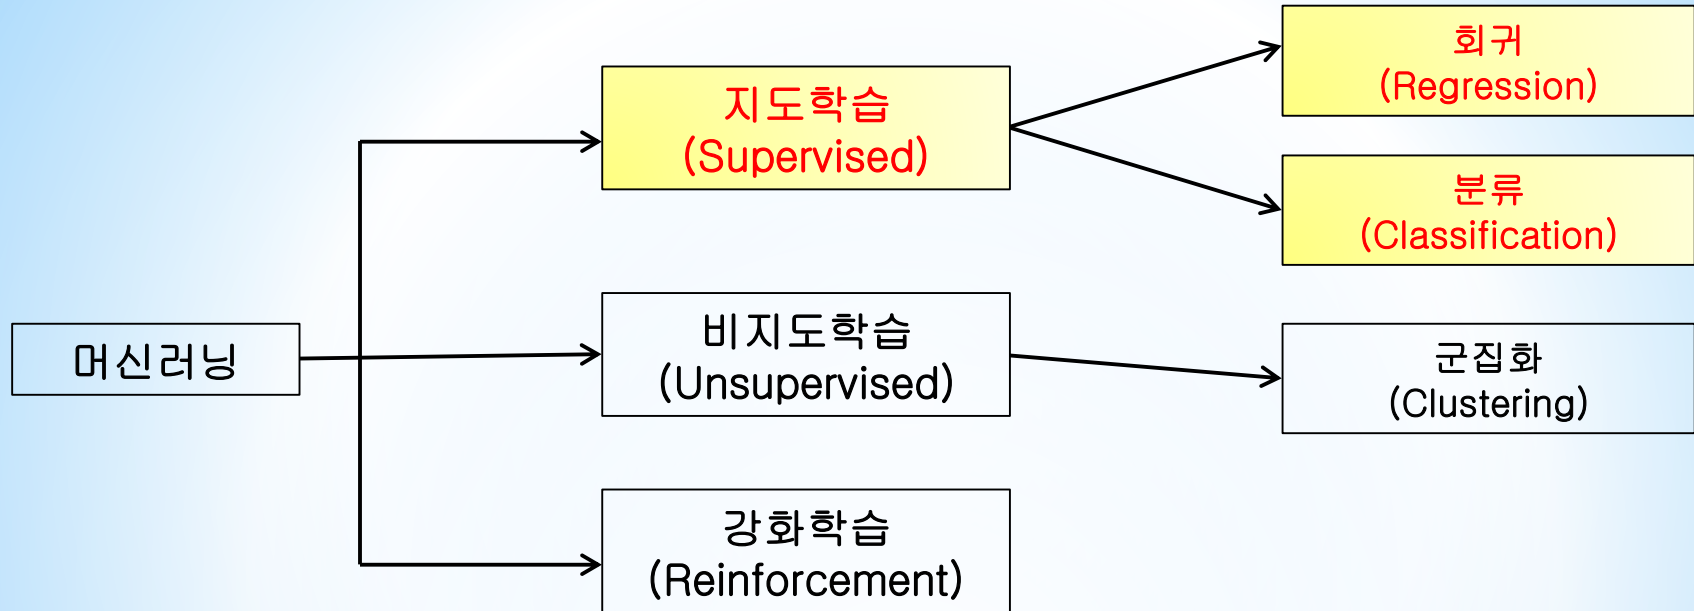 머신러닝
지도학습
(Supervised)
회귀
(Regression)
분류
(Classification)
비지도학습
(Unsupervised)
군집화
(Clustering)
강화학습
(Reinforcement)